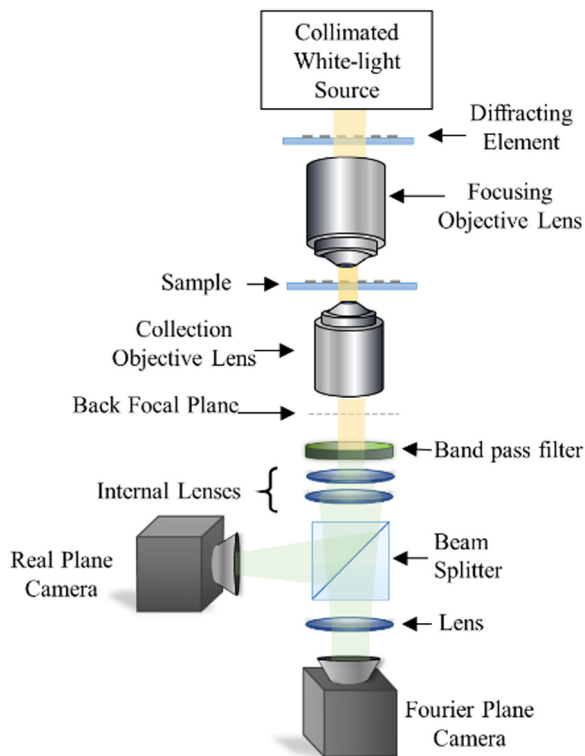 Collimated
White-light
Source
Diffracting
Element
Focusing
Objective Lens
Sample
Collection
Objective Lens
Back Focal Plane
Band pass filter
Internal Lenses
Real Plane
Camera
Beam
Splitter
Lens
Fourier Plane
Camera